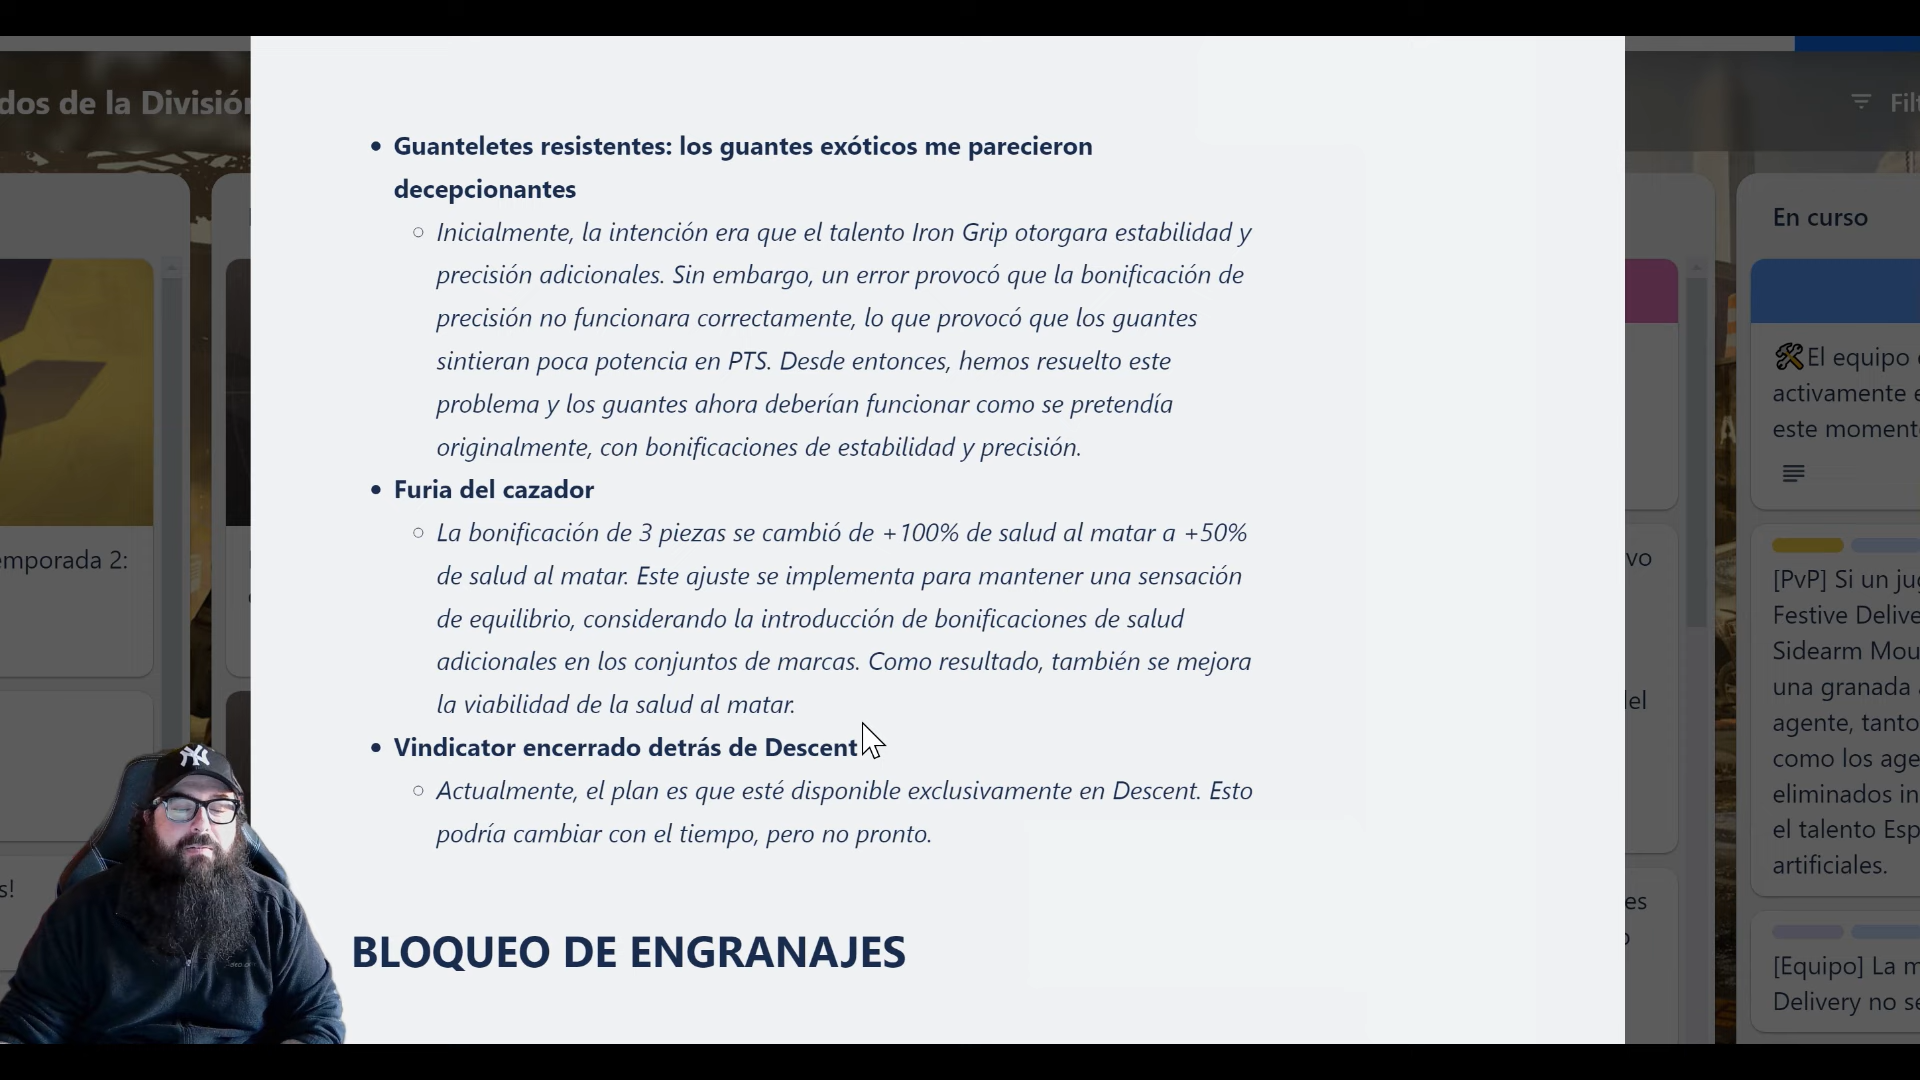 dos de la División
Filt
Guanteletes resistentes: los guantes exóticos me parecieron
decepcionantes
Inicialmente, la intención era que el talento Iron Grip otorgara estabilidad y
precisión adicionales. Sin embargo, un error provocó que la bonificación de
precisión no funcionara correctamente, lo que provocó que los guantes
sintieran poca potencia en PTS. Desde entonces, hemos resuelto este
problema y los guantes ahora deberían funcionar como se pretendía
originalmente, con bonificaciones de estabilidad y precisión.
Furia del cazador
La bonificación de 3 piezas se cambió de +100% de salud al matar a +50%
de salud al matar. Este ajuste se implementa para mantener una sensación
de equilibrio, considerando la introducción de bonificaciones de salud
adicionales en los conjuntos de marcas. Como resultado, también se mejora
la viabilidad de la salud al matar.
Vindicator encerrado detrás de Descent
Actualmente, el plan es que esté disponible exclusivamente en Descent. Esto
podría cambiar con el tiempo, pero no pronto.
BLOQUEO DE ENGRANAJES
emporada 2:
s!
NY
vo
el
es
En curso
El equipo
activamente e
este moment
[PvP] Si un ju
Festive Delive
Sidearm Mou
una granada
agente, tanto
como los age
eliminados in
el talento Esp
artificiales.
[Equipo] La m
Delivery no se